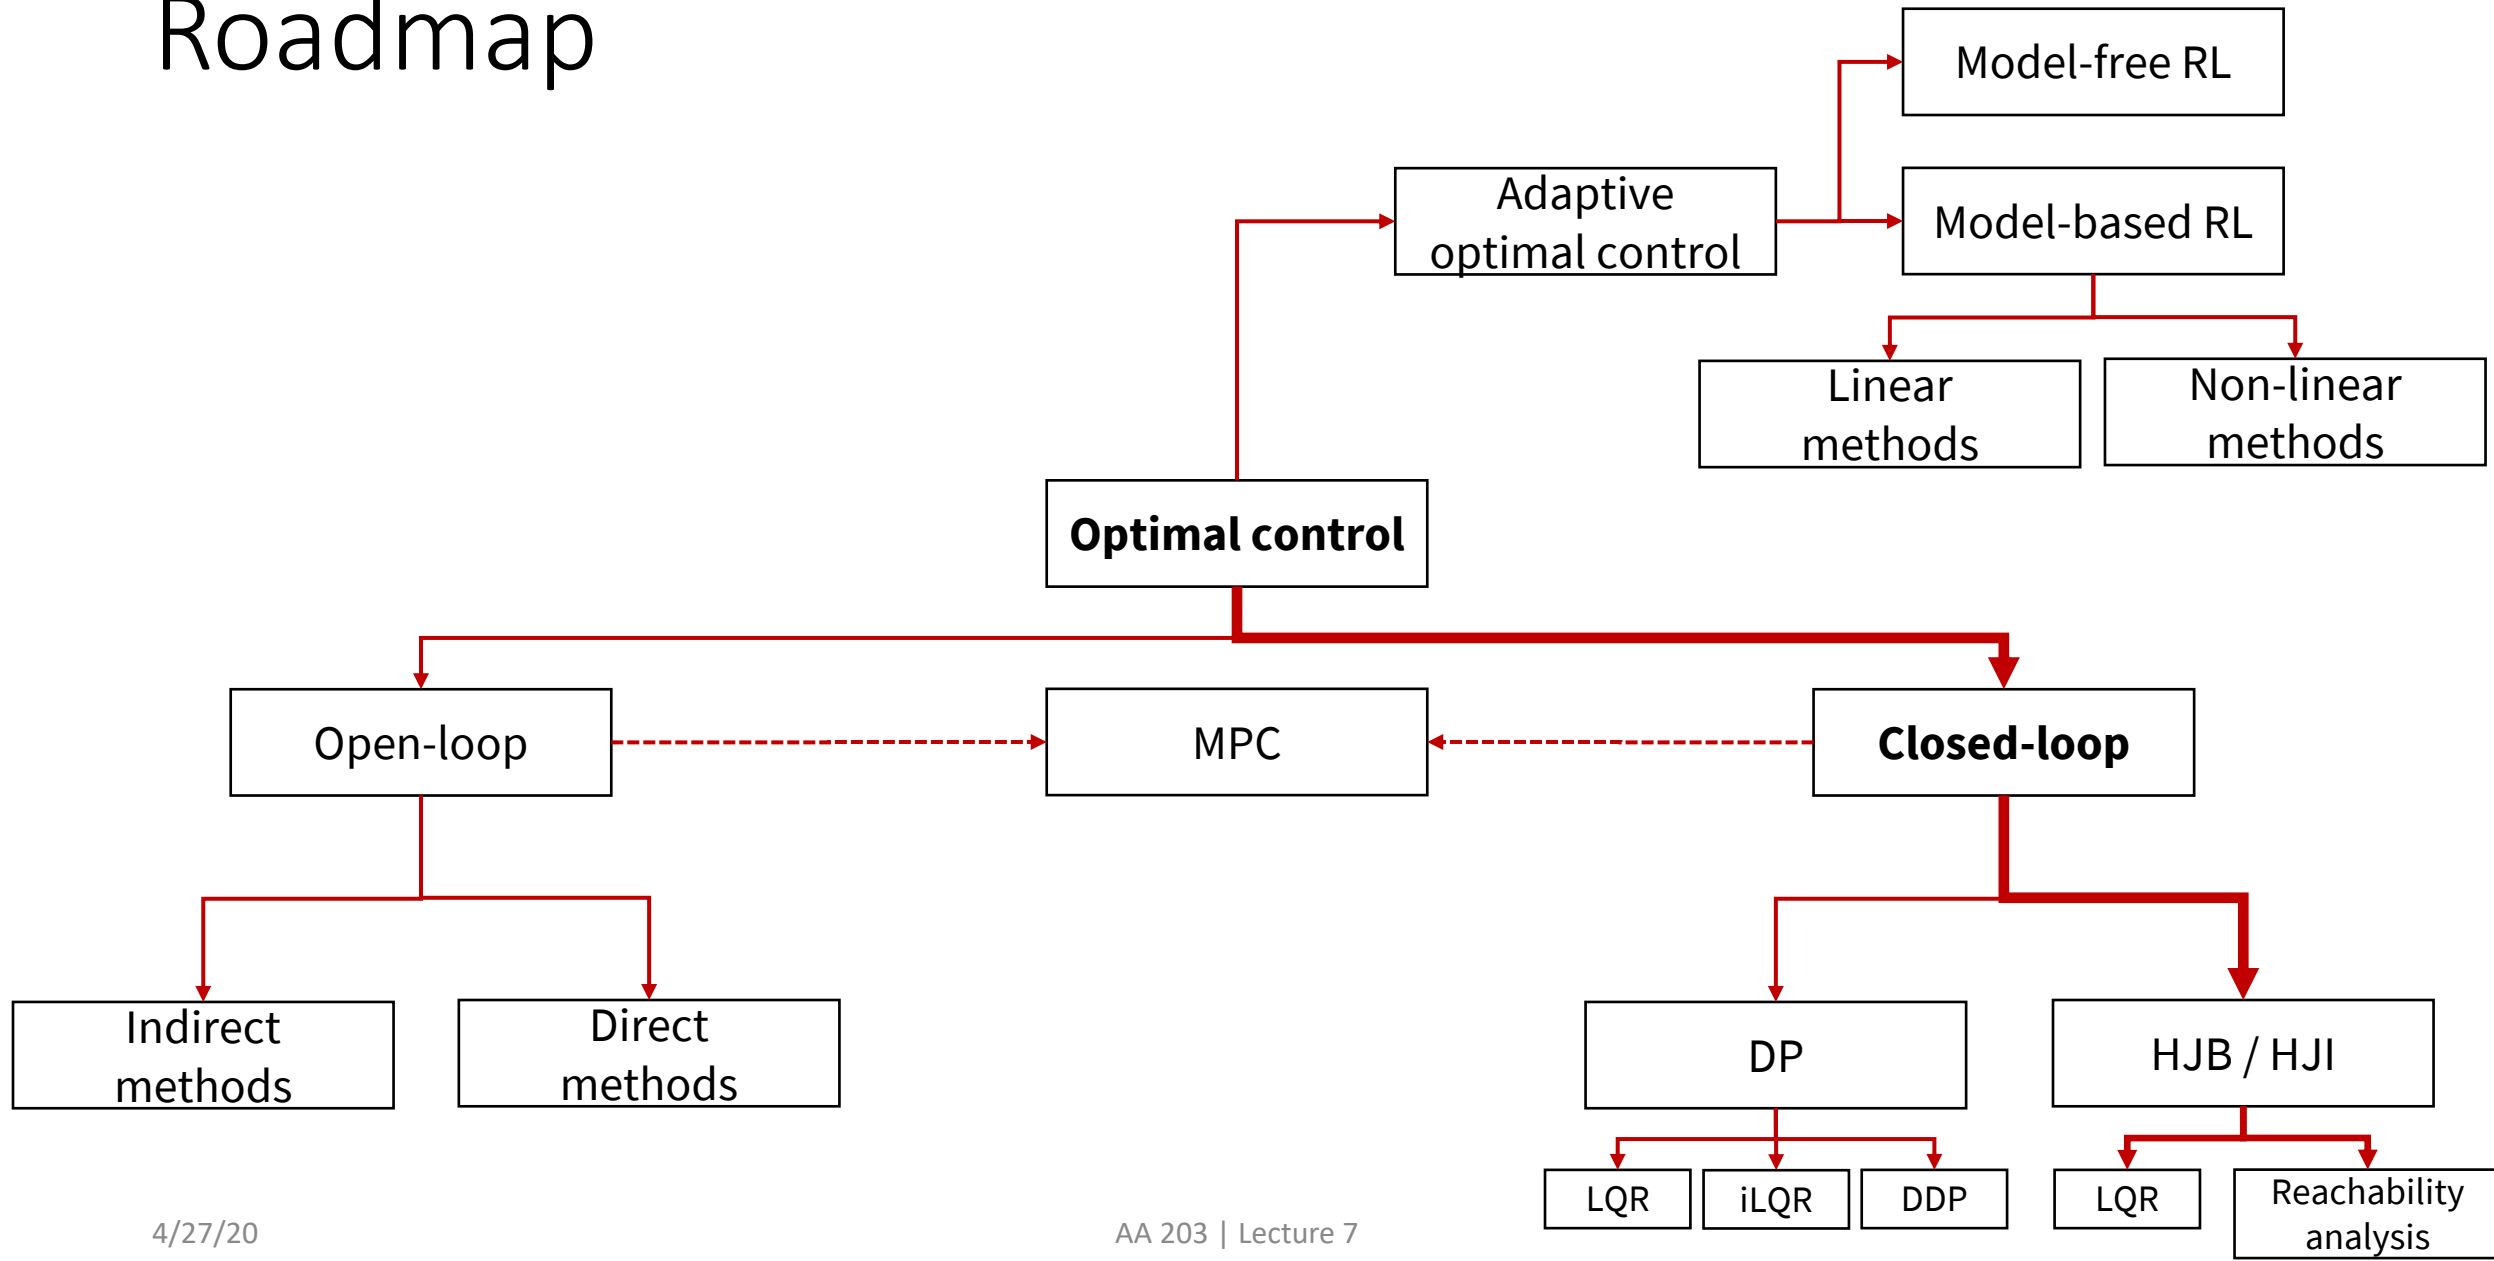 Roadmap
Model-free RL
Adaptive
optimal control
Model-based RL
Linear
methods
Non-linear
methods
Optimal control
Open-loop
MPC
Closed-loop
Indirect
methods
Direct
methods
DP
HJB / HJI
LQR
iLQR
DDP
LQR
Reachability
analysis
4/27/20
AA 203 | Lecture 7